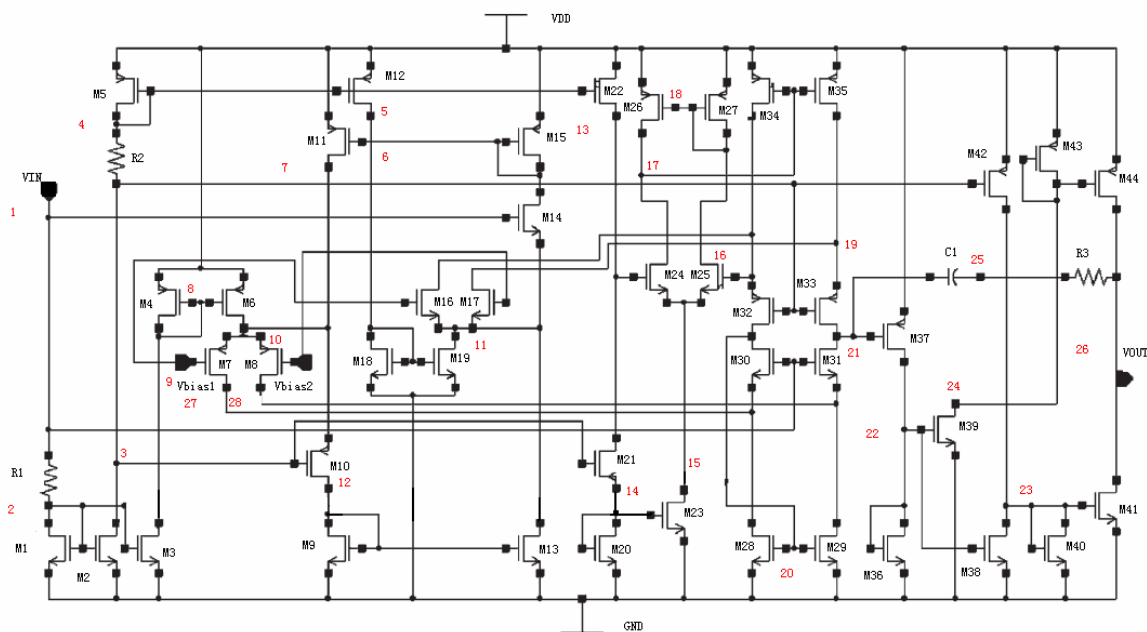 VDD
M5
M12
M22
M26
18
M27
M34
M35
4
5
13
M11
6
M15
M43
R2
7
17
M42
M44
VIN
1
M14
16
19
C1
25
R3
M4
8
M6
M16
M17
M24
M25
M33
M32
10
11
21
M37
26
M7
M8
M18
M19
M30
M31
VOUT
9
Vbias1
Vbias2
24
27
28
22
M39
3
R1
M10
M21
15
12
14
23
2
M41
M1
M2
M3
M9
M13
M20
M23
M28
M29
M36
M38
M40
20
GND